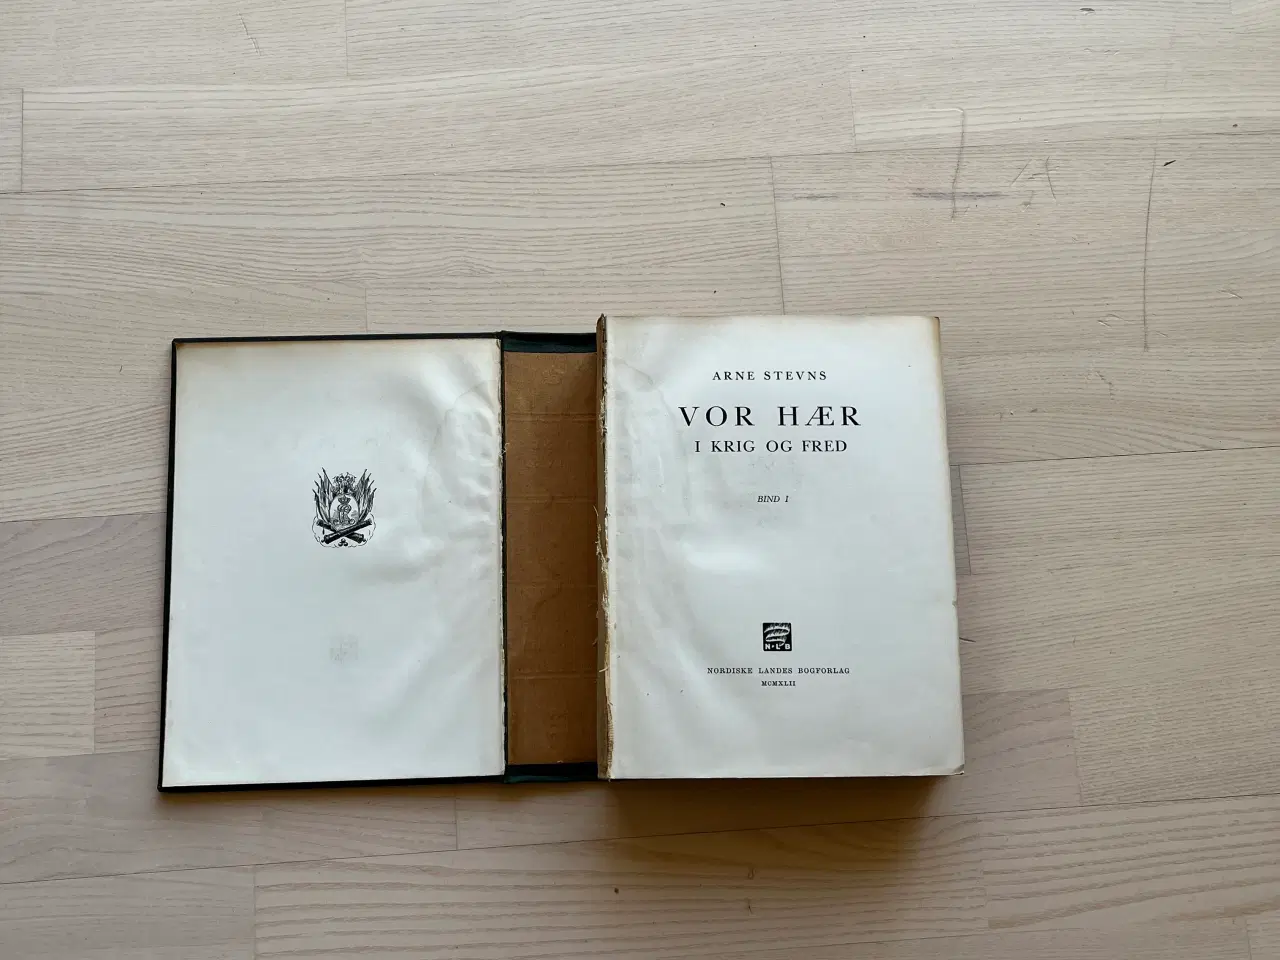 ARNE STEVNS
VOR HÆR
I KRIG OG FRED
BIND I
N·L·B
NORDISKE LANDES BOGFORLAG
MCMXLII